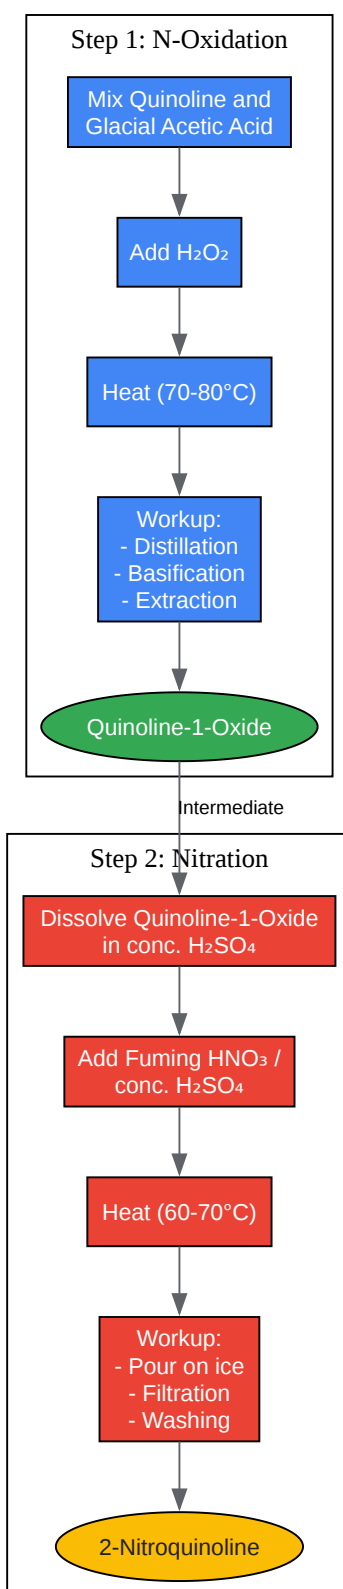 Step 1: N-Oxidation
Mix Quinoline and
Glacial Acetic Acid
Add H₂O₂
Heat (70-80°C)
Workup:
- Distillation
- Basification
- Extraction
Quinoline-1-Oxide
Intermediate
Step 2: Nitration
Dissolve Quinoline-1-Oxide
in conc. H₂SO₄
Add Fuming HNO₃ /
conc. H₂SO₄
Heat (60-70°C)
Workup:
- Pour on ice
- Filtration
- Washing
2-Nitroquinoline